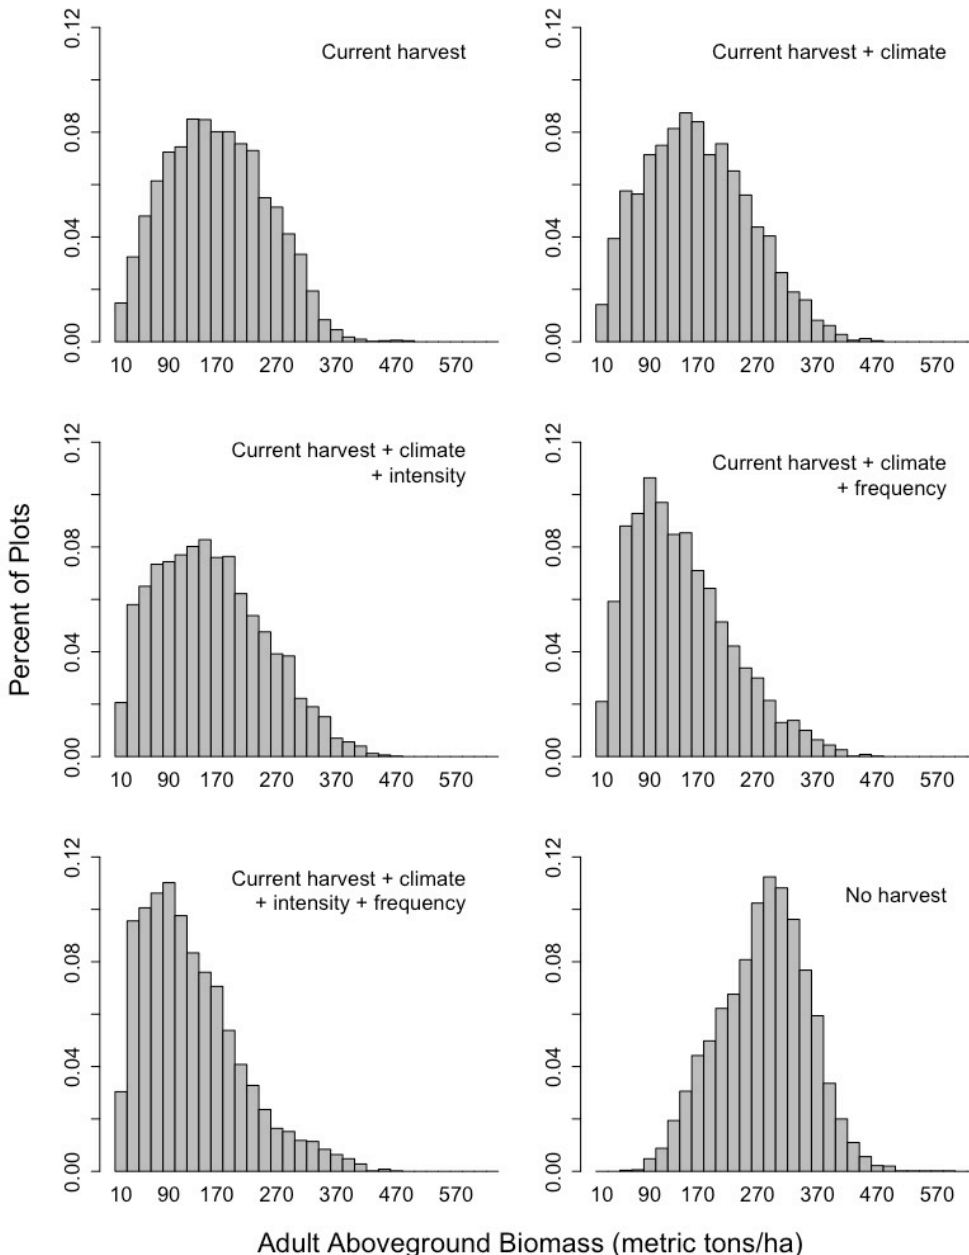 Percent of Plots
Current harvest
0.00 0.04 0.08 0.12
10 90 170 270 370 470 570
Current harvest + climate
0.00 0.04 0.08 0.12
10 90 170 270 370 470 570
Current harvest + climate
+ intensity
0.00 0.04 0.08 0.12
10 90 170 270 370 470 570
Current harvest + climate
+ frequency
0.00 0.04 0.08 0.12
10 90 170 270 370 470 570
Current harvest + climate
+ intensity + frequency
0.00 0.04 0.08 0.12
10 90 170 270 370 470 570
No harvest
0.00 0.04 0.08 0.12
10 90 170 270 370 470 570
Adult Aboveground Biomass (metric tons/ha)